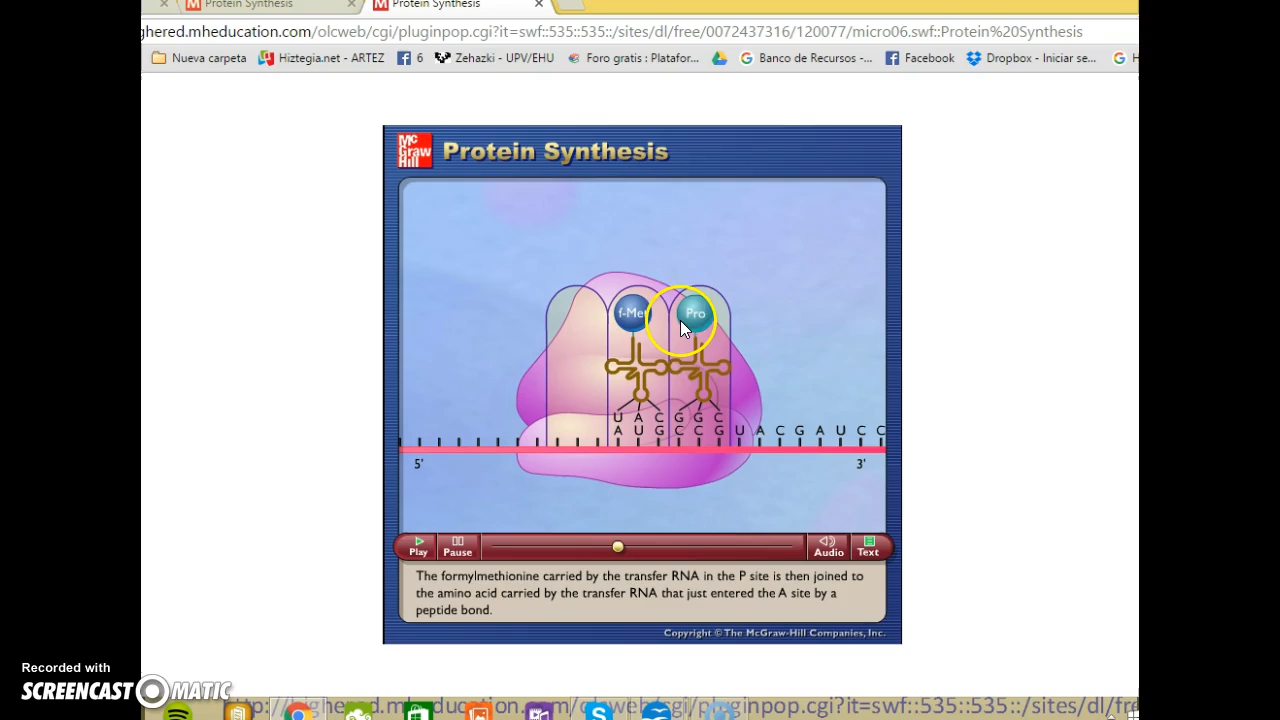 Protein Synthesis
Protein Synthesis
ghered.mheducation.com/olcweb/cgi/pluginpop.cgi?it=swf::535::535::/sites/dl/free/0072437316/120077/micro06.swf::Protein%20Synthesis
Nueva carpeta Hiztegia.net - ARTEZ 6 Zehazki - UPV/EHU Foro gratis : Platafor... Banco de Recursos -... Facebook Dropbox - Iniciar se...
Mc Graw Hill
Protein Synthesis
f-Me Pro
U A C G G C
A U G C C G U A C G A U C C
5' 3'
Play Pause Audio Text
The formylmethionine carried by the transfer RNA in the P site is then joined to
the amino acid carried by the transfer RNA that just entered the A site by a
peptide bond.
Copyright © The McGraw-Hill Companies, Inc.
Recorded with
SCREENCAST MATIC